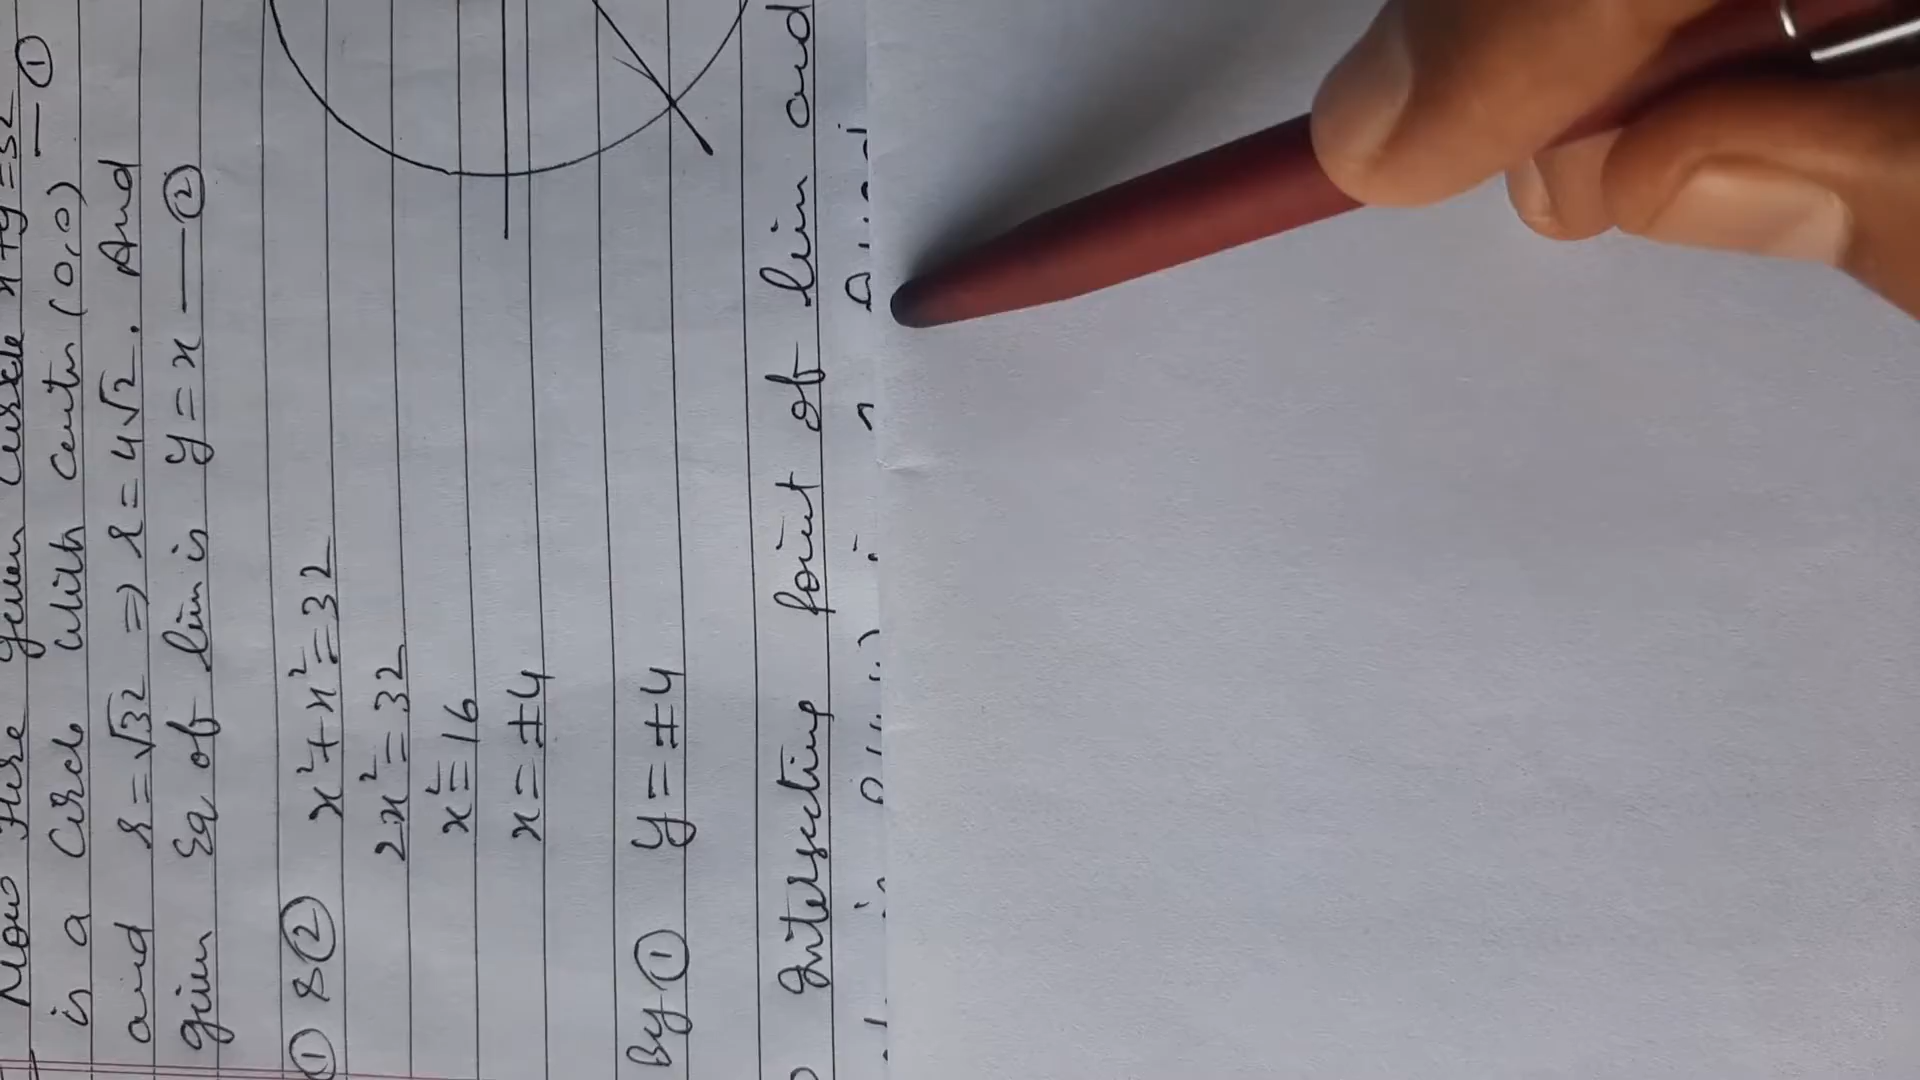 Now Here given curcle x²+y²=32
is a Circle with centre (0,0) — ①
and r=√32 ⇒ r=4√2. And
given Eq of line is y=x — ②
① & ② x²+x²=32
2x²=32
x²=16
x=±4
By ① y=±4
Intersecting point of line and